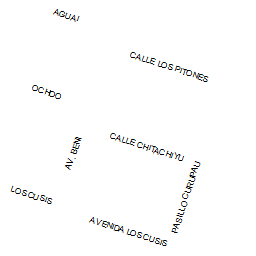 AGUAI
CALLE LOS PITONES
OCHOO
CALLE CHITACHIYU
AV. BENI
PASILLO CURUPAU
LOS CUSIS
AVENIDA LOS CUSIS